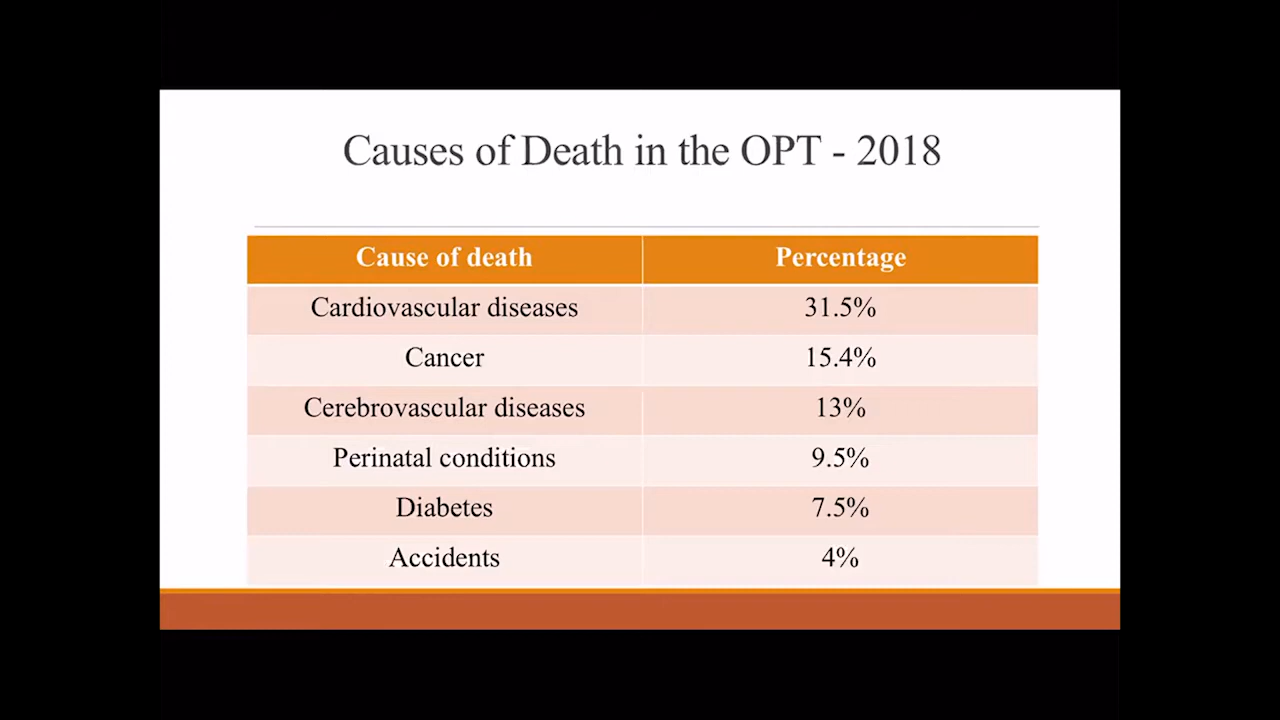 Causes of Death in the OPT - 2018
Cause of death Percentage
Cardiovascular diseases 31.5%
Cancer 15.4%
Cerebrovascular diseases 13%
Perinatal conditions 9.5%
Diabetes 7.5%
Accidents 4%